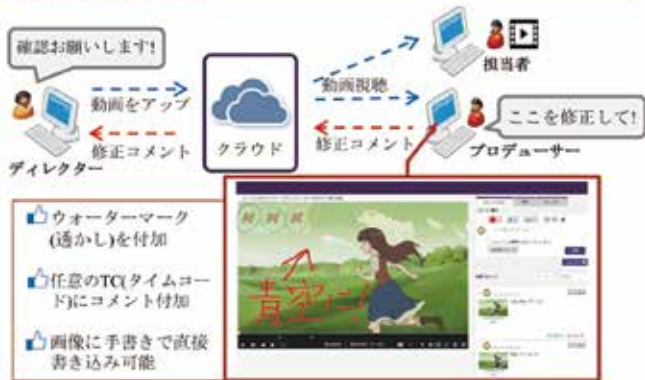 確認お願いします!
動画をアップ
修正コメント
ディレクター
クラウド
動画視聴
修正コメント
担当者
ここを修正して!
プロデューサー
ウォーターマーク
(透かし)を付加
任意のTC(タイムコー
ド)にコメント付加
画像に手書きで直接
書き込み可能
NHK
青空に!